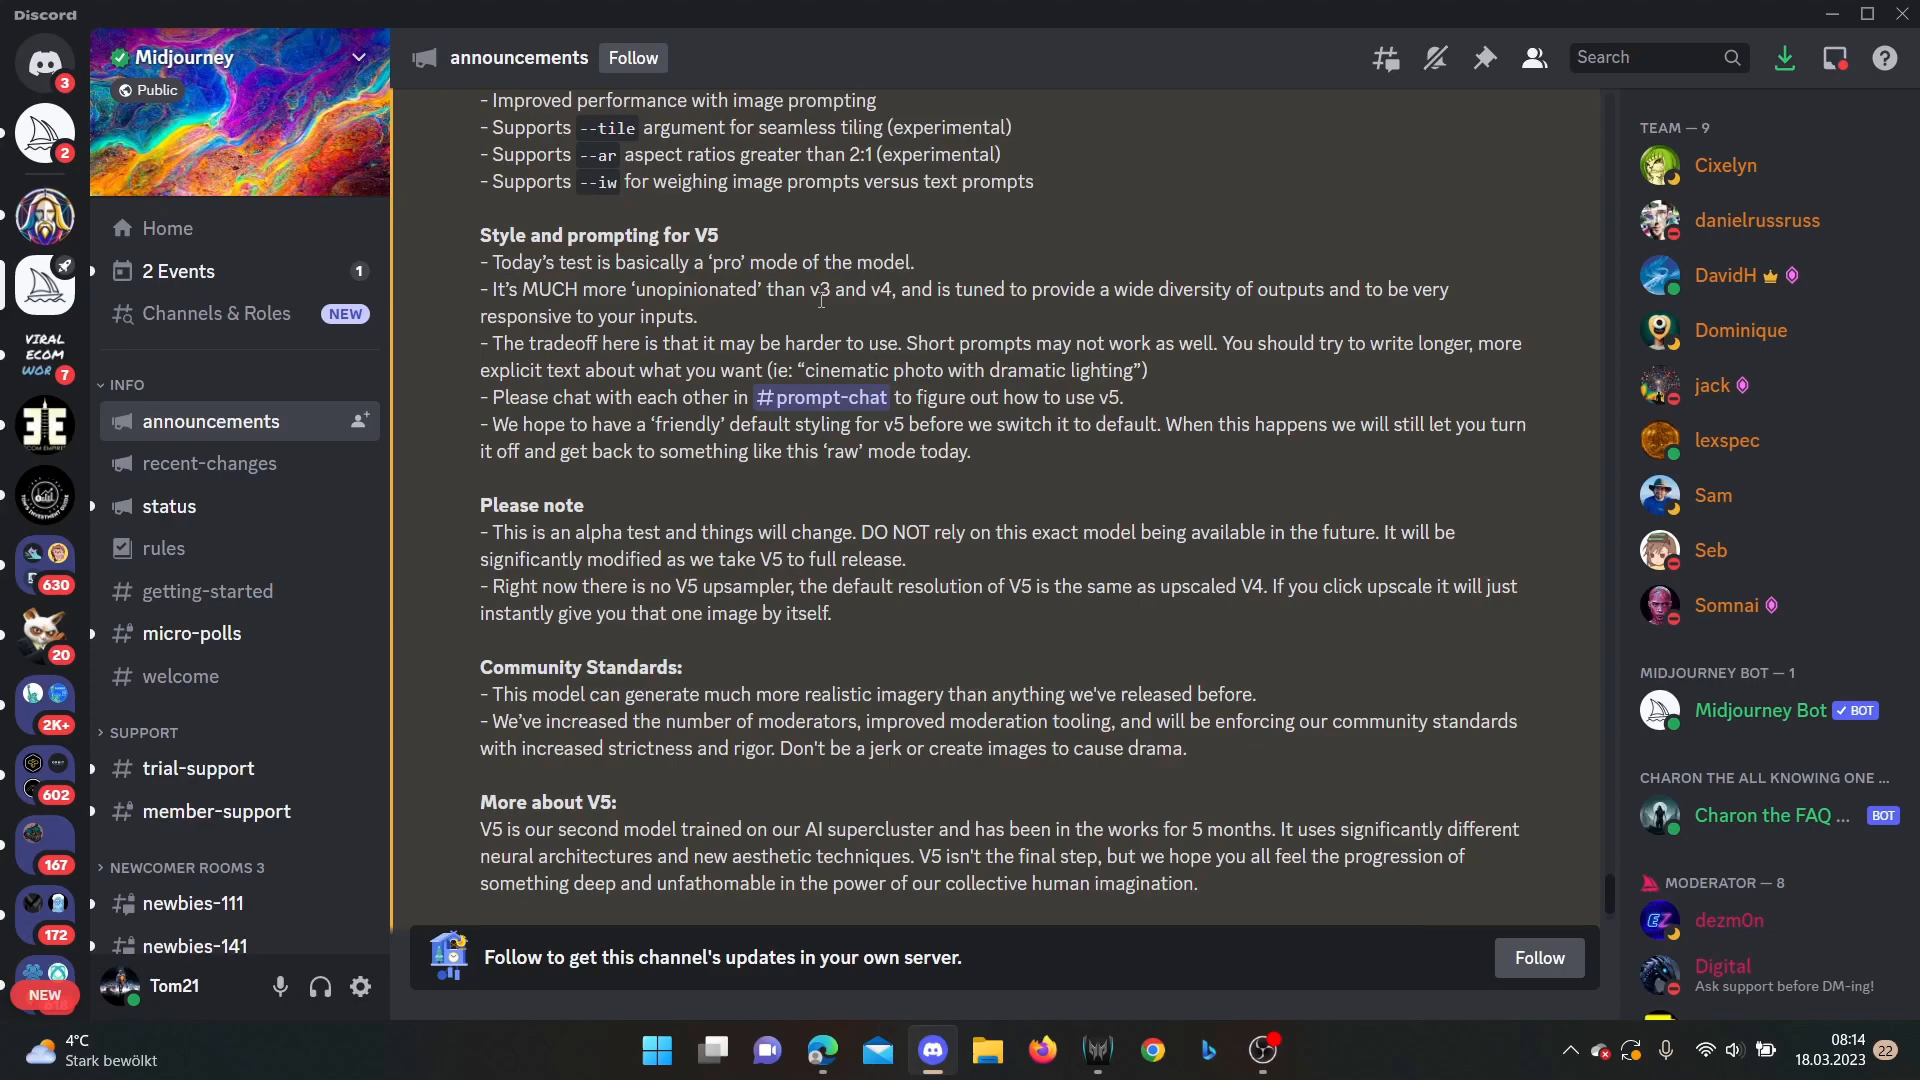 Discord
Midjourney
Public
announcements
Follow
Search
3
2
7
630
20
2K+
602
167
172
NEW
VIRAL
ECOM
WOR
Home
2 Events
1
Channels & Roles
NEW
INFO
announcements
recent-changes
status
rules
getting-started
micro-polls
welcome
SUPPORT
trial-support
member-support
NEWCOMER ROOMS 3
newbies-111
newbies-141
Tom21
- Improved performance with image prompting
- Supports --tile argument for seamless tiling (experimental)
- Supports --ar aspect ratios greater than 2:1 (experimental)
- Supports --iw for weighing image prompts versus text prompts
Style and prompting for V5
- Today’s test is basically a ‘pro’ mode of the model.
- It’s MUCH more ‘unopinionated’ than v3 and v4, and is tuned to provide a wide diversity of outputs and to be very
responsive to your inputs.
- The tradeoff here is that it may be harder to use. Short prompts may not work as well. You should try to write longer, more
explicit text about what you want (ie: “cinematic photo with dramatic lighting”)
- Please chat with each other in #prompt-chat to figure out how to use v5.
- We hope to have a ‘friendly’ default styling for v5 before we switch it to default. When this happens we will still let you turn
it off and get back to something like this ‘raw’ mode today.
Please note
- This is an alpha test and things will change. DO NOT rely on this exact model being available in the future. It will be
significantly modified as we take V5 to full release.
- Right now there is no V5 upsampler, the default resolution of V5 is the same as upscaled V4. If you click upscale it will just
instantly give you that one image by itself.
Community Standards:
- This model can generate much more realistic imagery than anything we've released before.
- We’ve increased the number of moderators, improved moderation tooling, and will be enforcing our community standards
with increased strictness and rigor. Don't be a jerk or create images to cause drama.
More about V5:
V5 is our second model trained on our AI supercluster and has been in the works for 5 months. It uses significantly different
neural architectures and new aesthetic techniques. V5 isn't the final step, but we hope you all feel the progression of
something deep and unfathomable in the power of our collective human imagination.
Follow to get this channel's updates in your own server.
Follow
TEAM — 9
Cixelyn
danielrussruss
DavidH
Dominique
jack
lexspec
Sam
Seb
Somnai
MIDJOURNEY BOT — 1
Midjourney Bot
BOT
CHARON THE ALL KNOWING ONE ...
Charon the FAQ ...
BOT
MODERATOR — 8
dezm0n
Digital
Ask support before DM-ing!
4°C
Stark bewölkt
08:14
18.03.2023
22